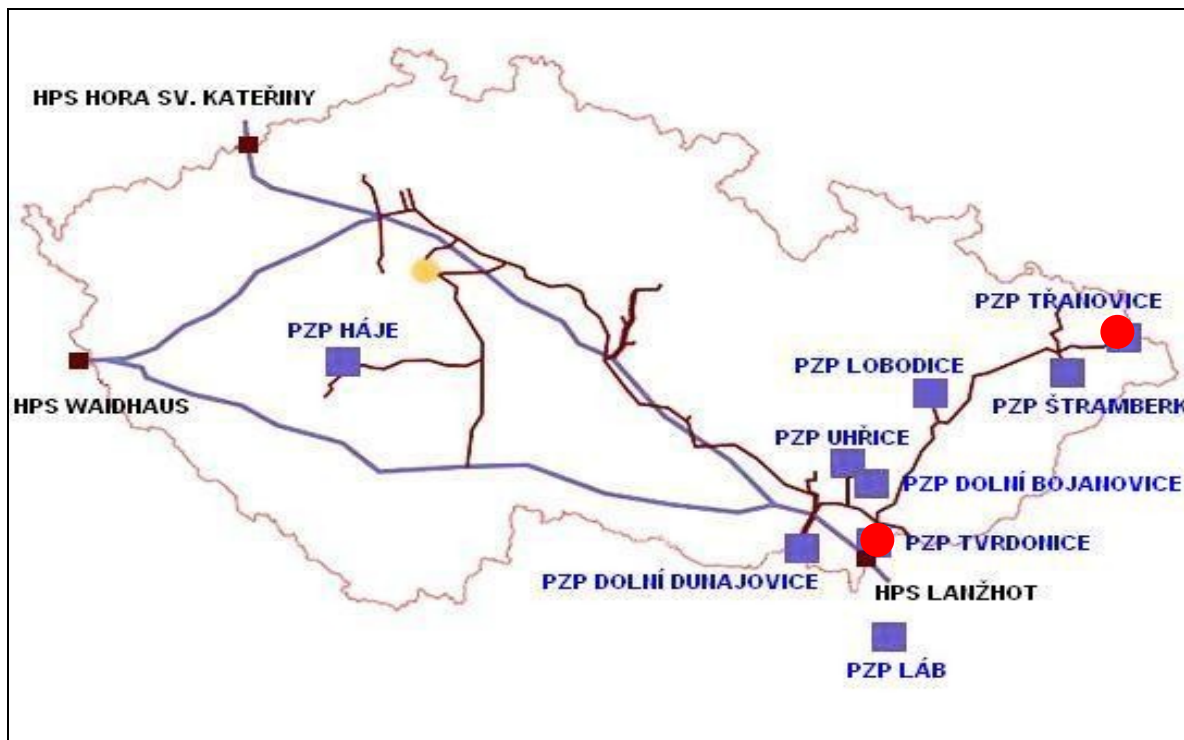 HPS HORA SV. KATEŘINY
PZP TŘANOVICE
PZP HÁJE
PZP LOBODICE
HPS WAIDHAUS
PZP ŠTRAMBERK
PZP UHŘICE
PZP DOLNÍ BOJANOVICE
PZP TVRDONICE
PZP DOLNÍ DUNAJOVICE
HPS LANŽHOT
PZP LÁB